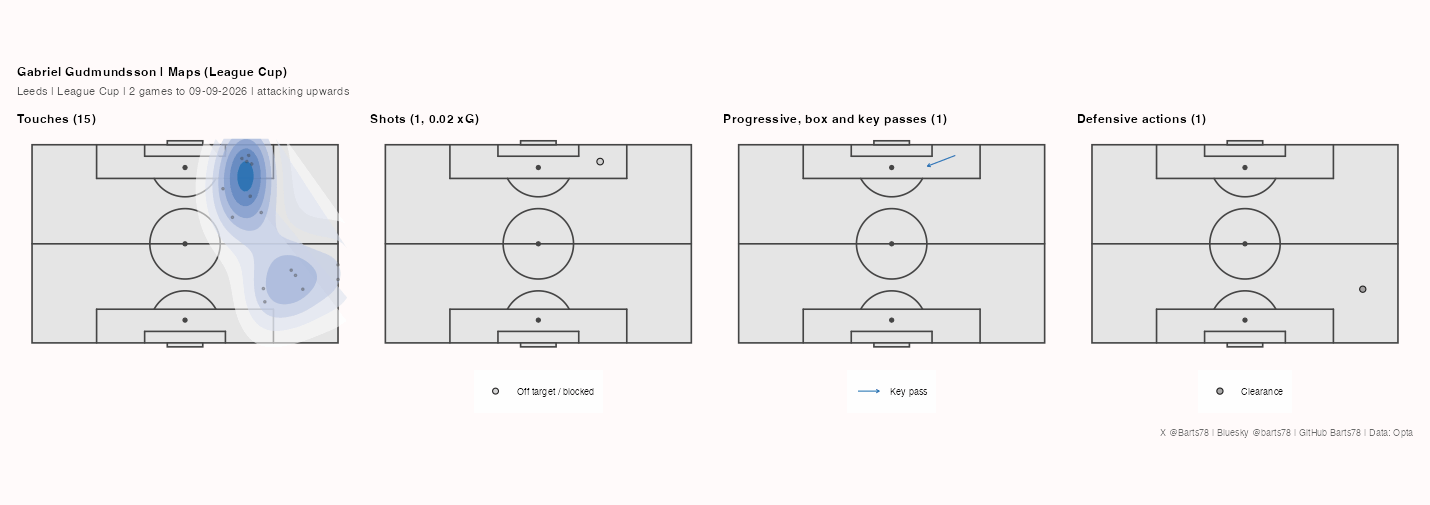 Gabriel Gudmundsson | Maps (League Cup)
Leeds | League Cup | 2 games to 09-09-2026 | attacking upwards
Touches (15)
Shots (1, 0.02 xG)
Progressive, box and key passes (1)
Defensive actions (1)
Off target / blocked
Key pass
Clearance
X @Barts78 | Bluesky @barts78 | GitHub Barts78 | Data: Opta